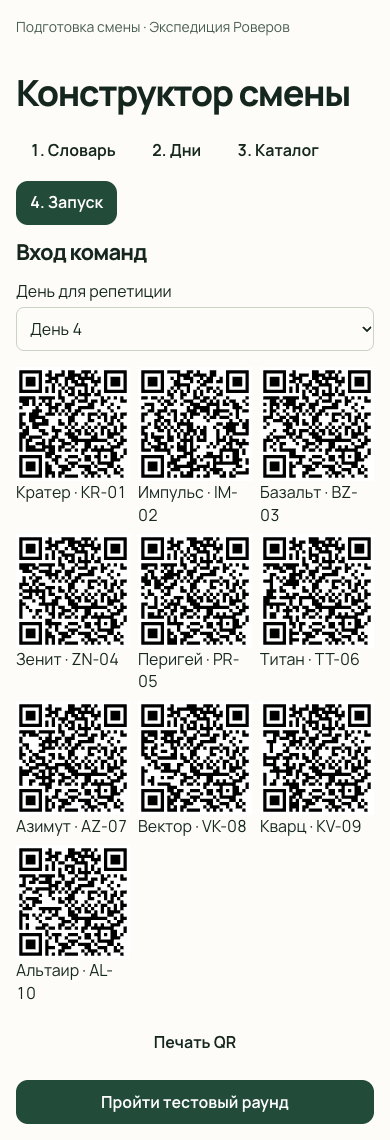 Подготовка смены · Экспедиция Роверов
Конструктор смены
1. Словарь
2. Дни
3. Каталог
4. Запуск
Вход команд
День для репетиции
День 4
Кратер · KR-01
Импульс · IM-
02
Базальт · BZ-
03
Зенит · ZN-04
Перигей · PR-
05
Титан · TT-06
Азимут · AZ-07
Вектор · VK-08
Кварц · KV-09
Альтаир · AL-
10
Печать QR
Пройти тестовый раунд